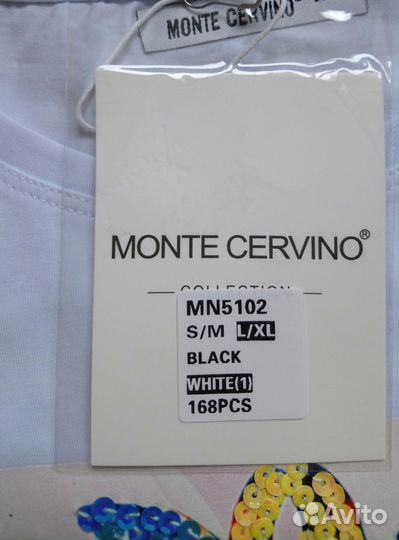 MONTE CERVINO
MONTE CERVINO®
COLLECTION
MN5102
S/M L/XL
BLACK
WHITE(1)
168PCS
Avito